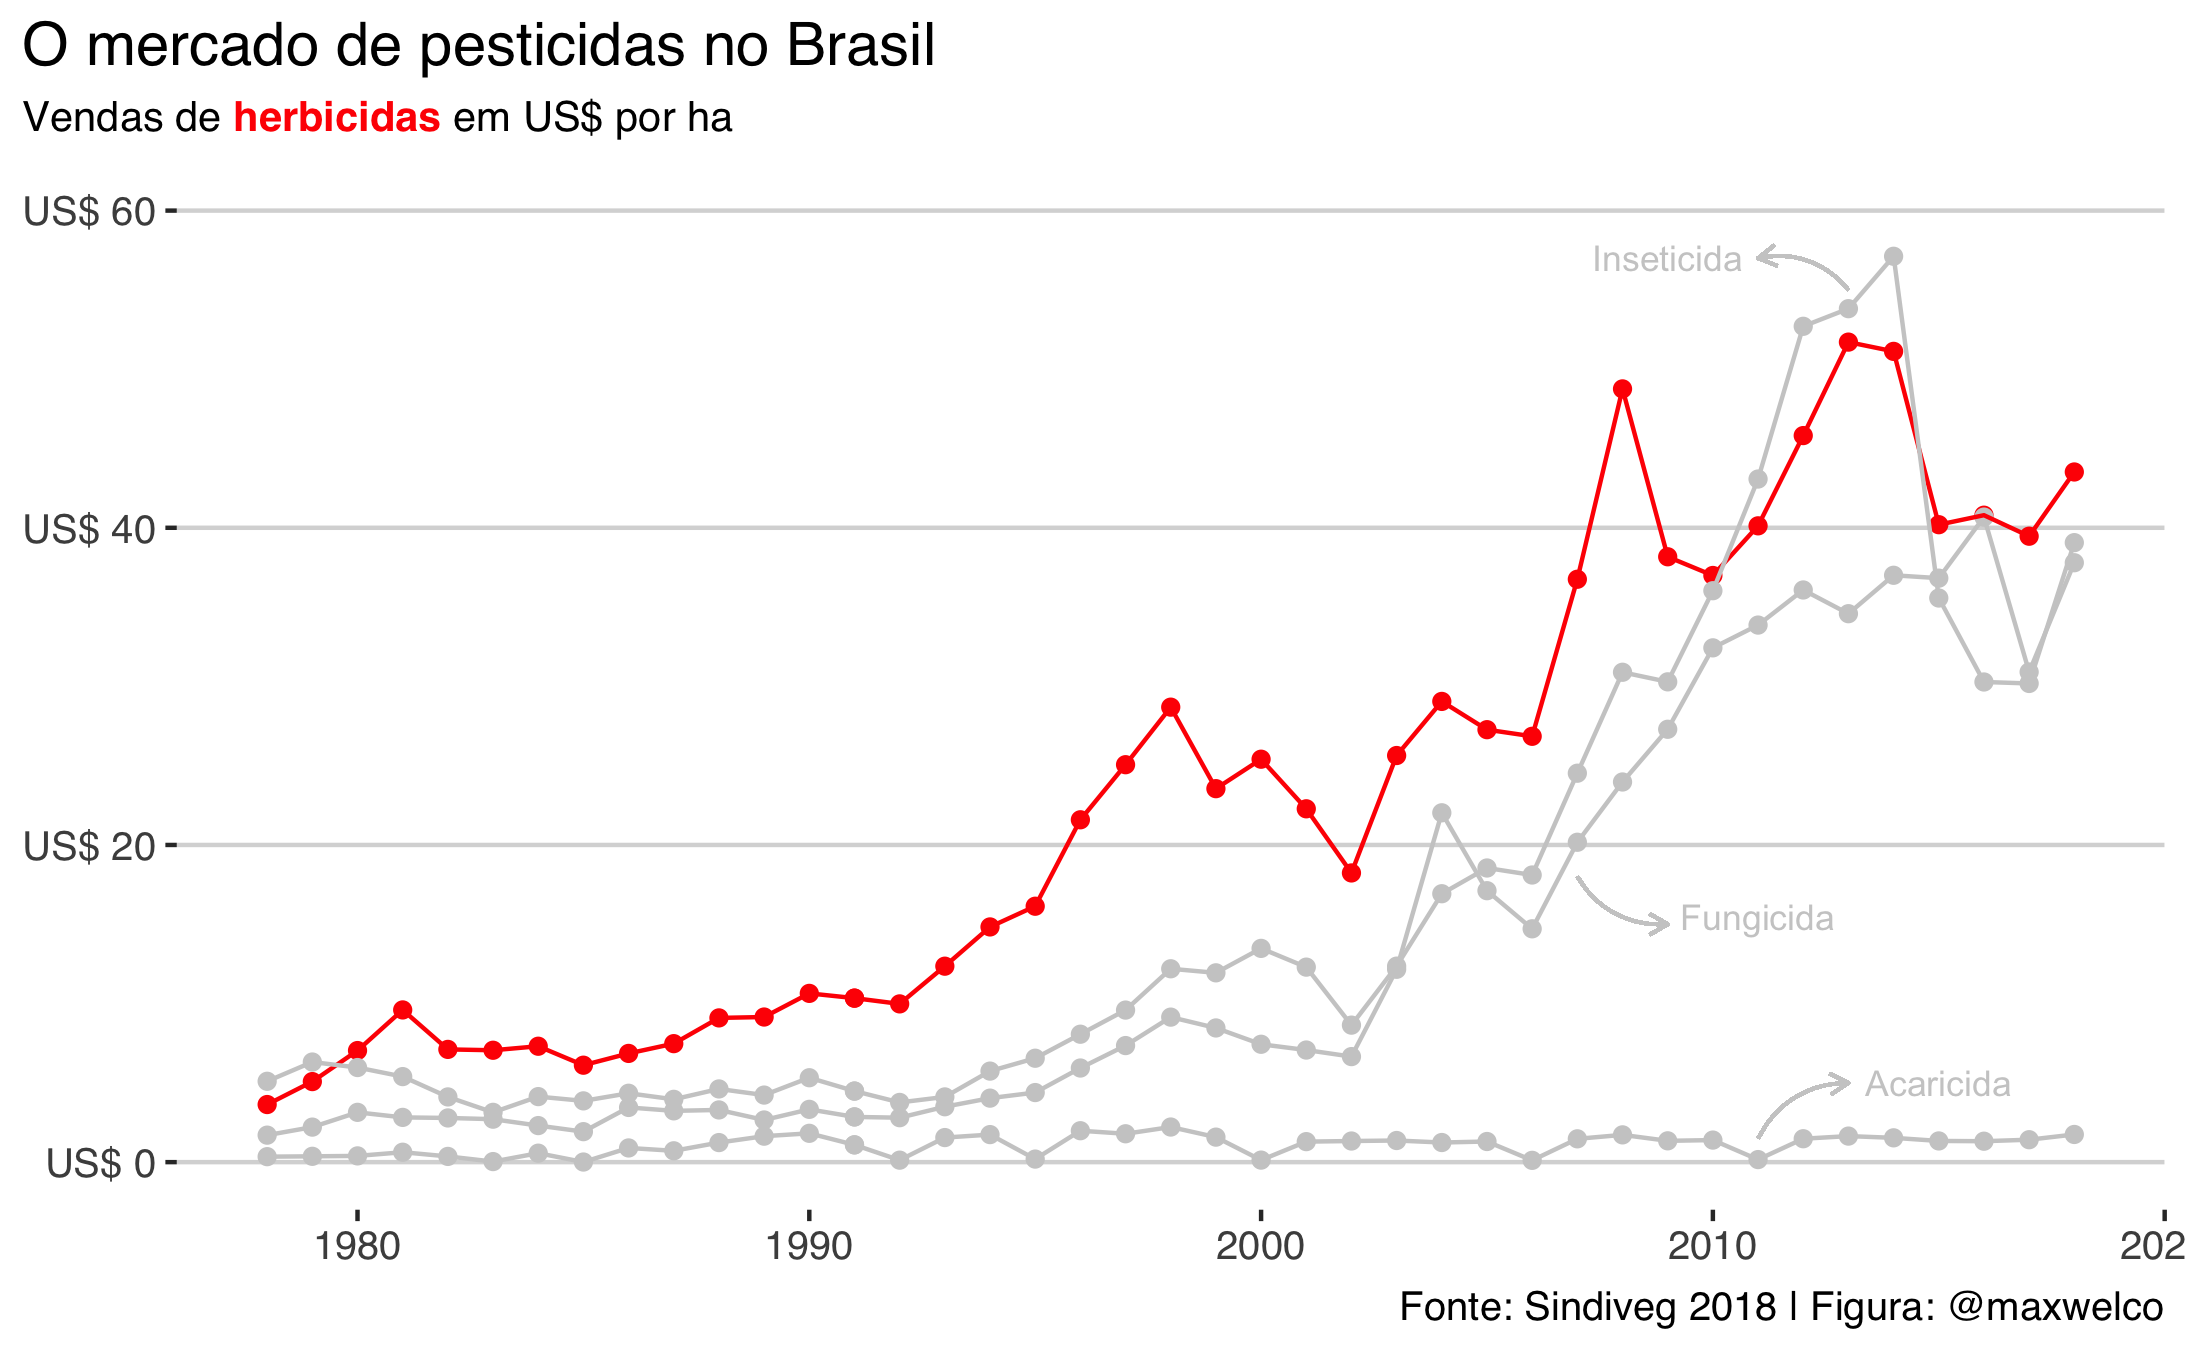 O mercado de pesticidas no Brasil
Vendas de herbicidas em US$ por ha
US$ 60
Inseticida
US$ 40
US$ 20
Fungicida
Acaricida
US$ 0
1980 1990 2000 2010 202
Fonte: Sindiveg 2018 | Figura: @maxwelco